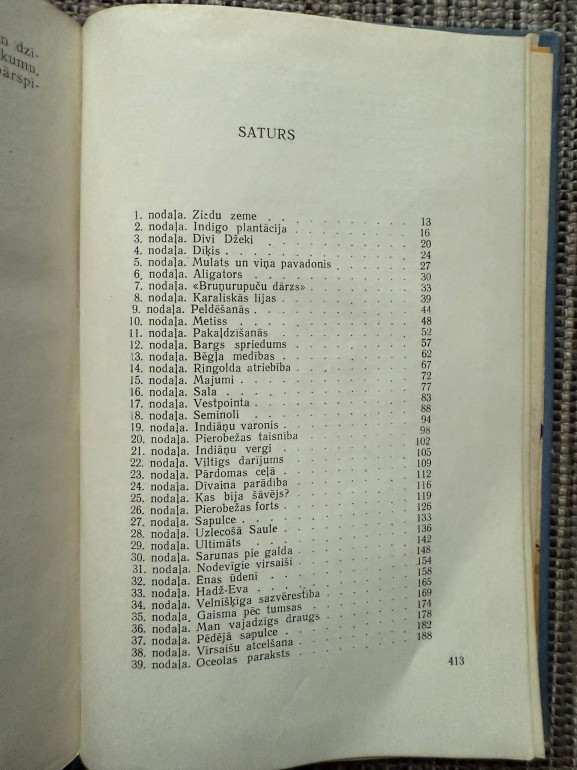 n dzī-
kumu,
pārspī-
SATURS
1. nodaļa. Ziedu zeme . . . . . . . . . . 13
2. nodaļa. Indigo plantācija . . . . . . . . 16
3. nodaļa. Divi Džeki . . . . . . . . . . 20
4. nodaļa. Dīķis . . . . . . . . . . . . 24
5. nodaļa. Mulats un viņa pavadonis . . . . . 27
6. nodaļa. Aligators . . . . . . . . . . 30
7. nodaļa. «Bruņurupuču dārzs» . . . . . . . 33
8. nodaļa. Karaliskās lijas . . . . . . . . 39
9. nodaļa. Peldēšanās . . . . . . . . . . 44
10. nodaļa. Metiss . . . . . . . . . . . 48
11. nodaļa. Pakaļdzīšanās . . . . . . . . . 52
12. nodaļa. Bargs spriedums . . . . . . . . 57
13. nodaļa. Bēgļa medības . . . . . . . . . 62
14. nodaļa. Ringolda atriebība . . . . . . . 67
15. nodaļa. Majumi . . . . . . . . . . . 72
16. nodaļa. Sala . . . . . . . . . . . . 77
17. nodaļa. Vestpointa . . . . . . . . . . 83
18. nodaļa. Seminoli . . . . . . . . . . 88
19. nodaļa. Indiāņu varonis . . . . . . . . 94
20. nodaļa. Pierobežas taisnība . . . . . . . 98
21. nodaļa. Indiāņu vergi . . . . . . . . . 102
22. nodaļa. Viltīgs darījums . . . . . . . . 105
23. nodaļa. Pārdomas ceļā . . . . . . . . . 109
24. nodaļa. Dīvaina parādība . . . . . . . . 112
25. nodaļa. Kas bija šāvējs? . . . . . . . . 116
26. nodaļa. Pierobežas forts . . . . . . . . 119
27. nodaļa. Sapulce . . . . . . . . . . . 126
28. nodaļa. Uzlecošā Saule . . . . . . . . . 133
29. nodaļa. Ultimāts . . . . . . . . . . 136
30. nodaļa. Sarunas pie galda . . . . . . . . 142
31. nodaļa. Nodevīgie virsaiši . . . . . . . 148
32. nodaļa. Ēnas ūdenī . . . . . . . . . . 154
33. nodaļa. Hadž-Eva . . . . . . . . . . 158
34. nodaļa. Velnišķīga sazvērestība . . . . . . 165
35. nodaļa. Gaisma pēc tumsas . . . . . . . . 169
36. nodaļa. Man vajadzīgs draugs . . . . . . . 174
37. nodaļa. Pēdējā sapulce . . . . . . . . . 178
38. nodaļa. Virsaišu atcelšana . . . . . . . 182
39. nodaļa. Oceolas paraksts . . . . . . . . 188
413